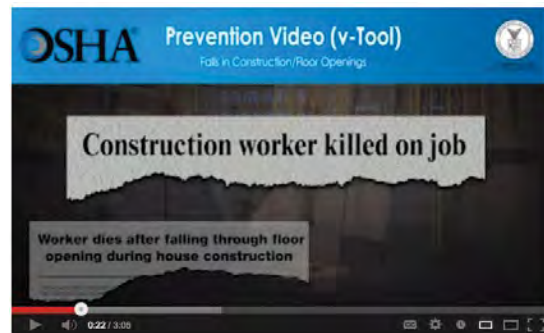 OSHA Prevention Video (v-Tool)
Falls in Construction/Floor Openings
Construction worker killed on job
Worker dies after falling through floor
opening during house construction
0:22 / 3:05
CC